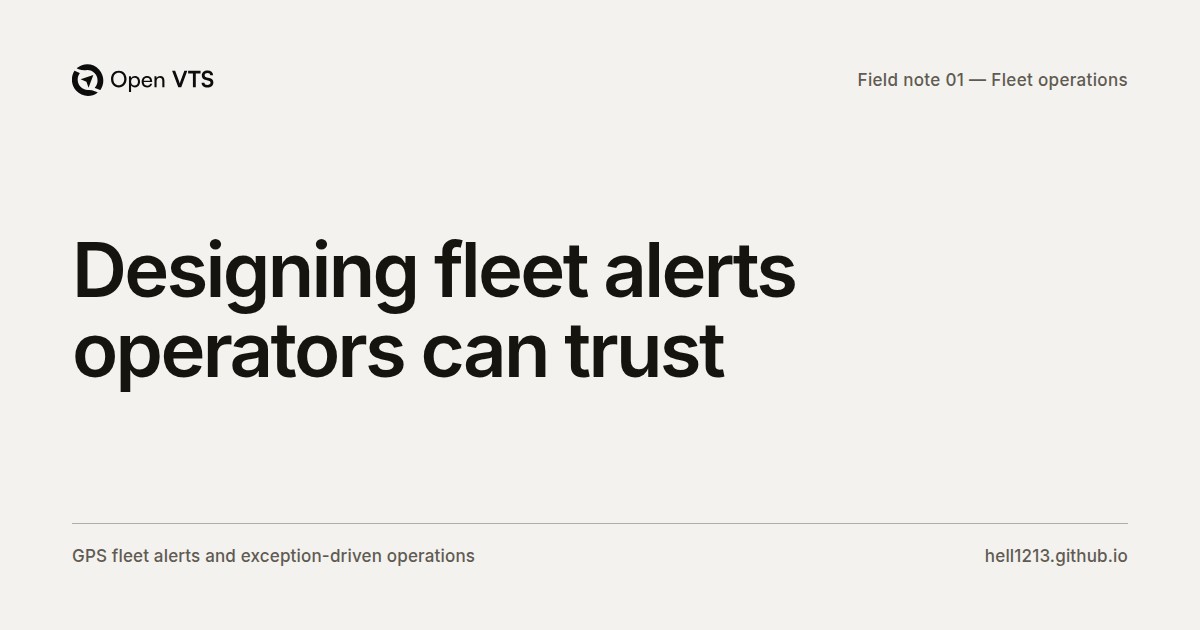 Open VTS
Field note 01 — Fleet operations
Designing fleet alerts
operators can trust
GPS fleet alerts and exception-driven operations
hell1213.github.io